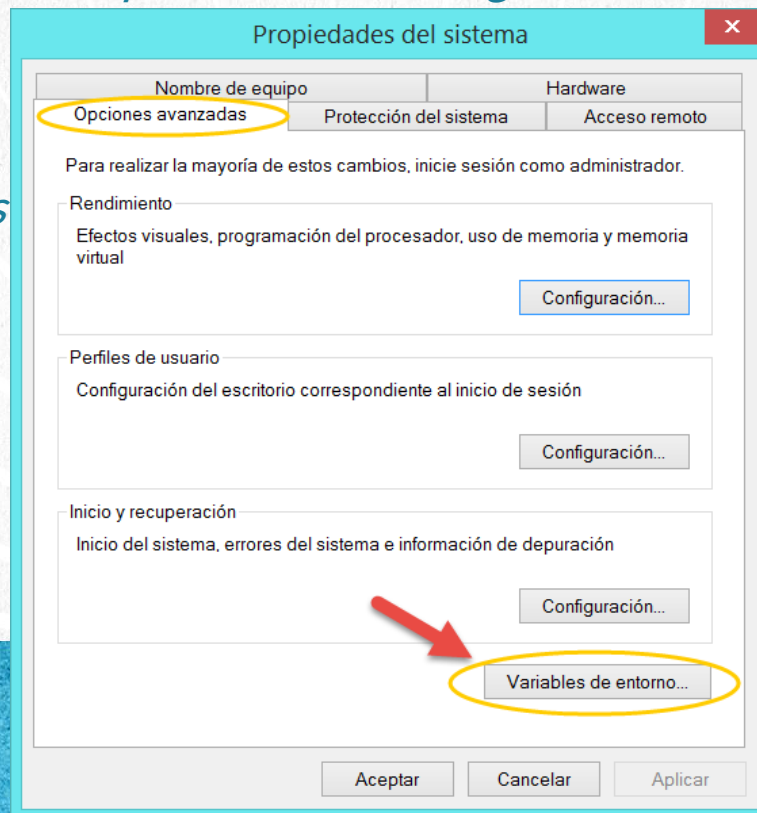 Propiedades del sistema
x
Nombre de equipo
Hardware
Opciones avanzadas
Protección del sistema
Acceso remoto
Para realizar la mayoría de estos cambios, inicie sesión como administrador.
Rendimiento
Efectos visuales, programación del procesador, uso de memoria y memoria
virtual
Configuración...
Perfiles de usuario
Configuración del escritorio correspondiente al inicio de sesión
Configuración...
Inicio y recuperación
Inicio del sistema, errores del sistema e información de depuración
Configuración...
Variables de entorno...
Aceptar
Cancelar
Aplicar